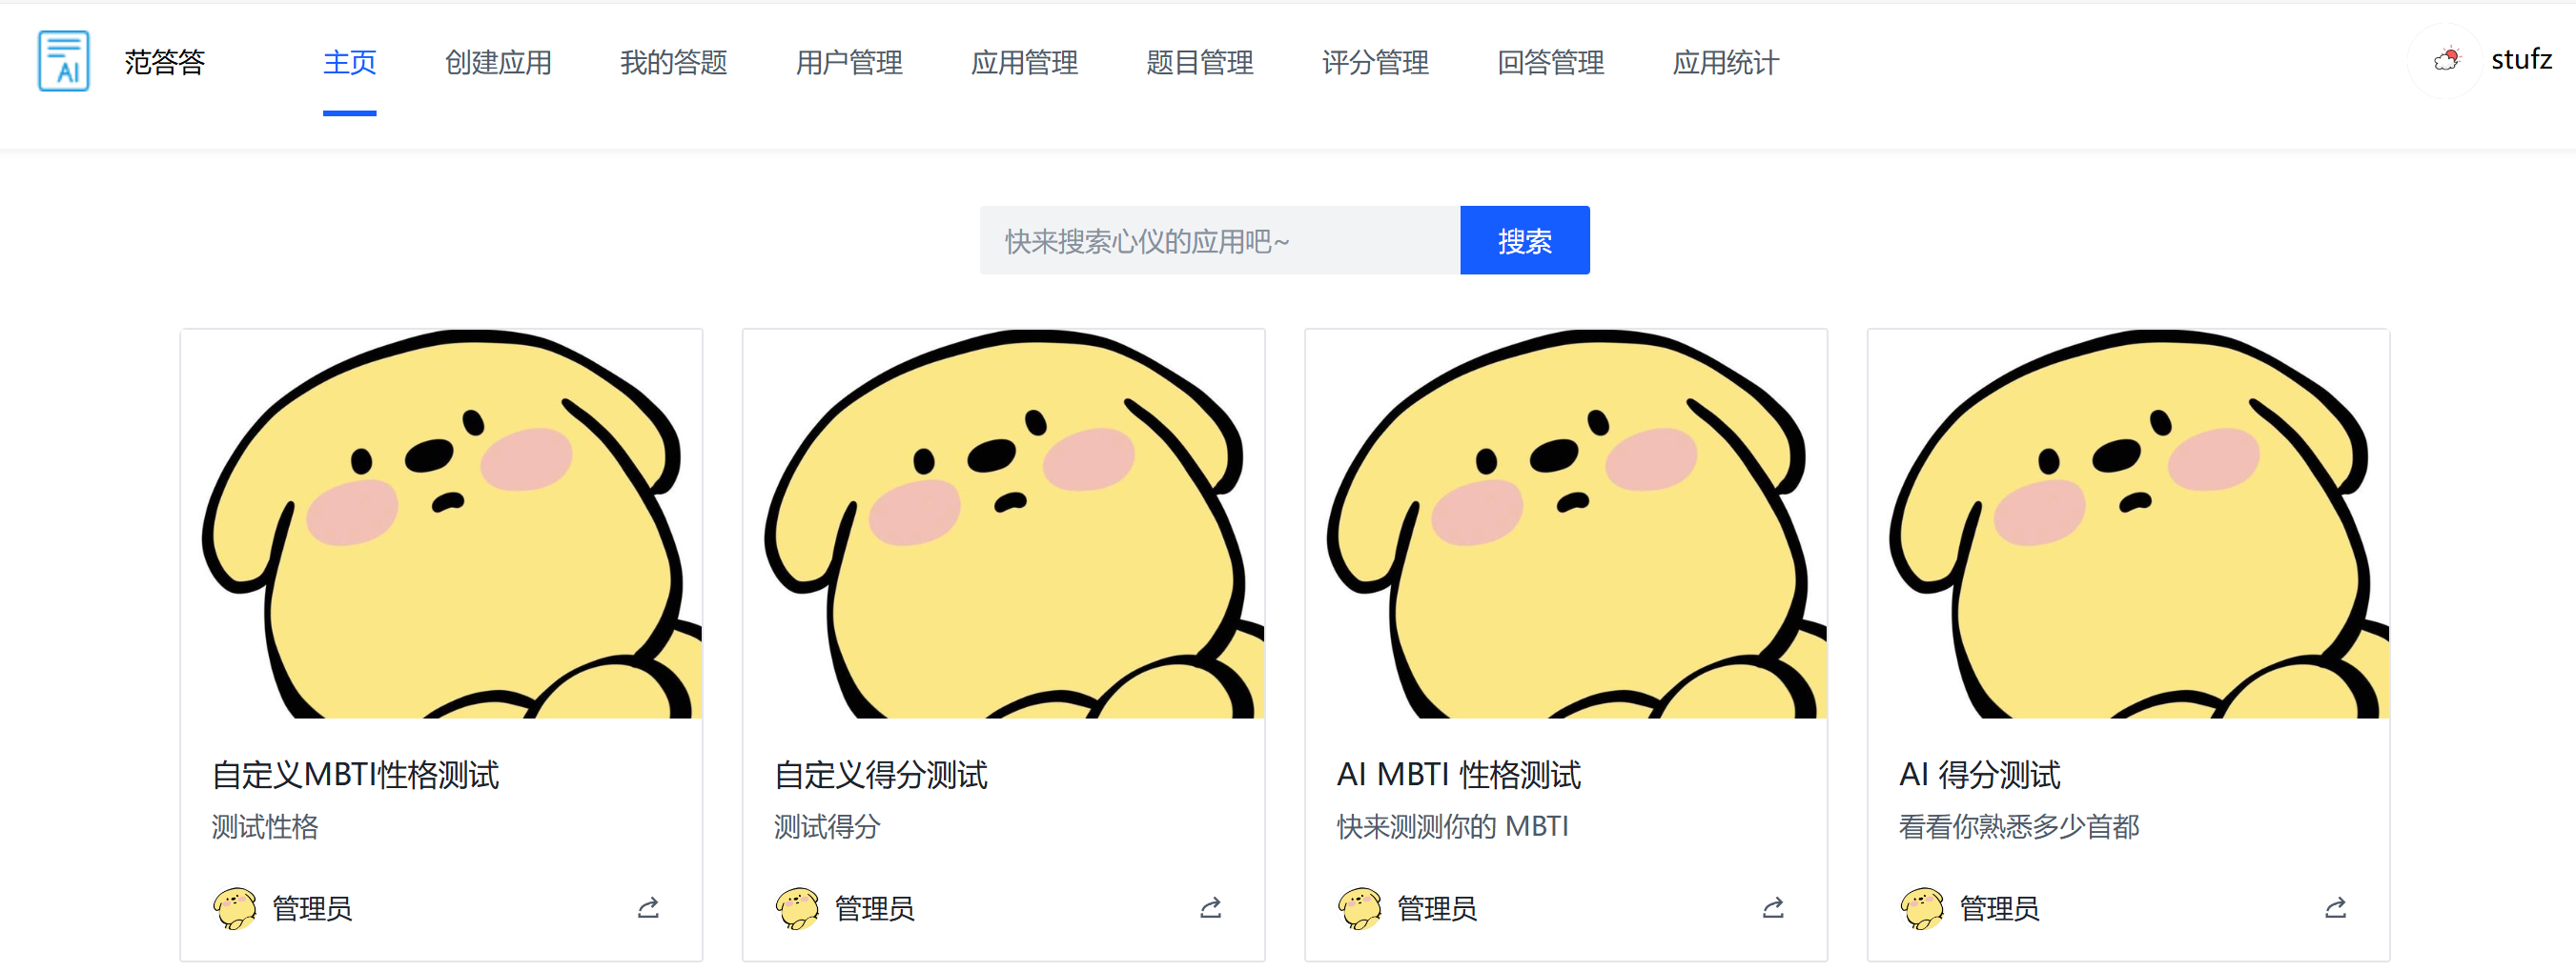 AI 范答答 主页 创建应用 我的答题 用户管理 应用管理 题目管理 评分管理 回答管理 应用统计 stufz
快来搜索心仪的应用吧~ 搜索
自定义MBTI性格测试
测试性格
管理员
自定义得分测试
测试得分
管理员
AI MBTI 性格测试
快来测测你的 MBTI
管理员
AI 得分测试
看看你熟悉多少首都
管理员